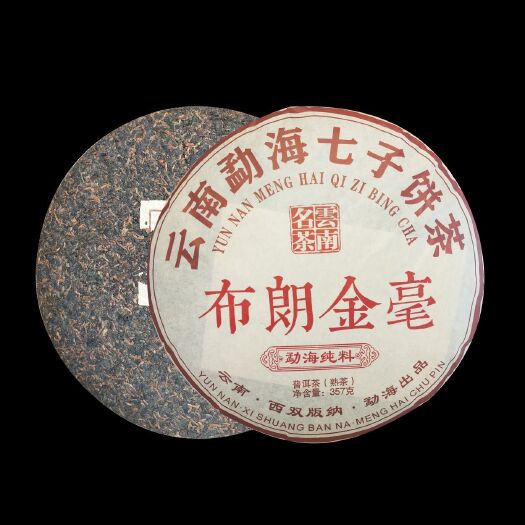 云南勐海七子饼茶
YUN NAN MENG HAI QI ZI BING CHA
雲南名茶
布朗金毫
勐海纯料
普洱茶（熟茶）
净含量：357克
云南·西双版纳·勐海出品
YUN NAN·XI SHUANG BAN NA·MENG HAI CHU PIN